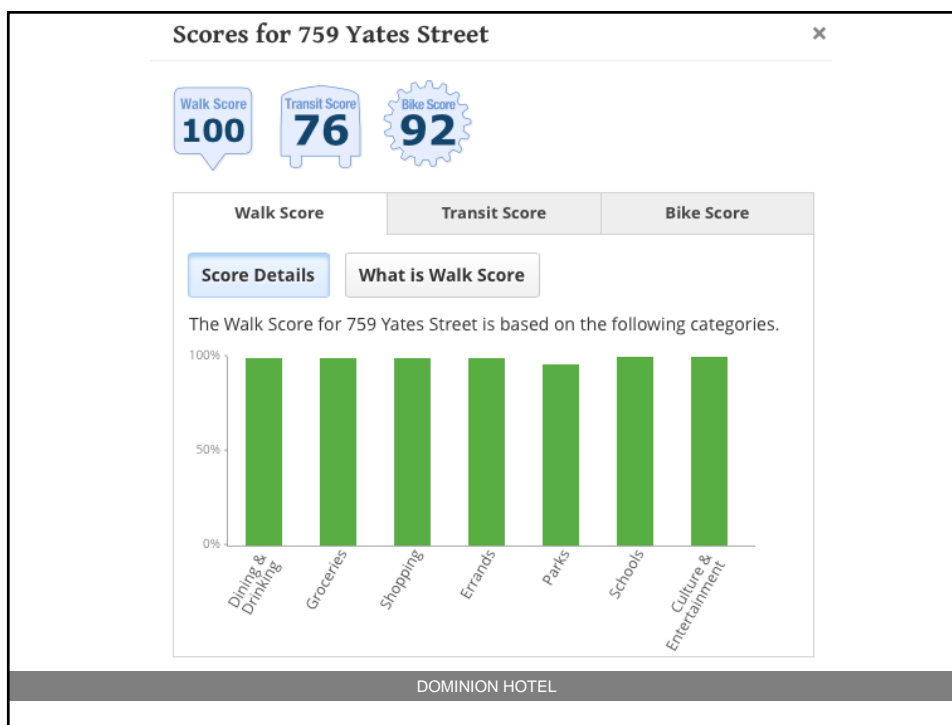 Scores for 759 Yates Street ×
Walk Score
100
Transit Score
76
Bike Score
92
Walk Score Transit Score Bike Score
Score Details What is Walk Score
The Walk Score for 759 Yates Street is based on the following categories.
100%
50%
0%
Dining &
Drinking
Groceries
Shopping
Errands
Parks
Schools
Culture &
Entertainment
DOMINION HOTEL